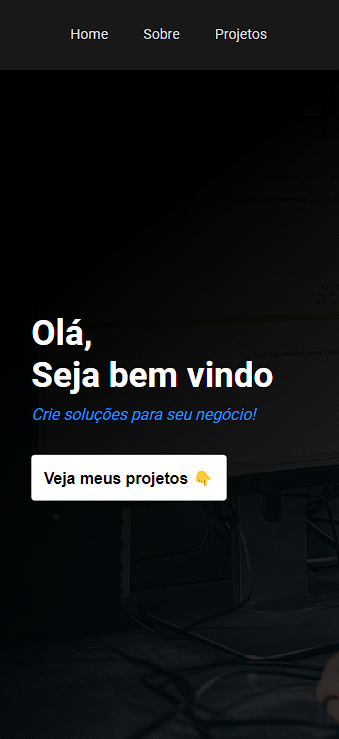 Home Sobre Projetos
Olá,
Seja bem vindo
Crie soluções para seu negócio!
Veja meus projetos 👇